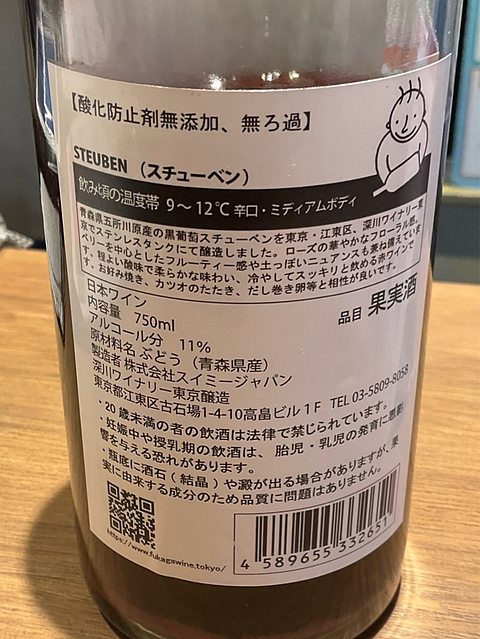 【酸化防止剤無添加、無ろ過】
STEUBEN （スチューベン）
飲み頃の温度帯 9～12℃ 辛口・ミディアムボディ
青森県五所川原産の黒葡萄スチューベンを東京・江東区、深川ワイナリー東
京でステンレスタンクにて醸造しました。ローズの華やかなフローラル感、
ベリーを中心としたフルーティー感や土っぽいニュアンスも兼ね備えていま
す。程よい酸味で柔らかな味わい、冷やしてスッキリと飲める赤ワインで
す。お好み焼き、カツオのたたき、だし巻き卵等と相性が良いです。
日本ワイン
品目 果実酒
内容量 750ml
アルコール分 11%
原材料名 ぶどう（青森県産）
製造者 株式会社スイミージャパン
深川ワイナリー東京醸造
東京都江東区古石場1-4-10高畠ビル１F TEL 03-5809-8058
・20歳未満の者の飲酒は法律で禁じられています。
・妊娠中や授乳期の飲酒は、胎児・乳児の発育に悪影
響を与える恐れがあります。
・瓶底に酒石（結晶）や澱が出る場合がありますが、果
実に由来する成分のため品質に問題はありません。
https://www.fukagawine.tokyo/
4 589655 332651